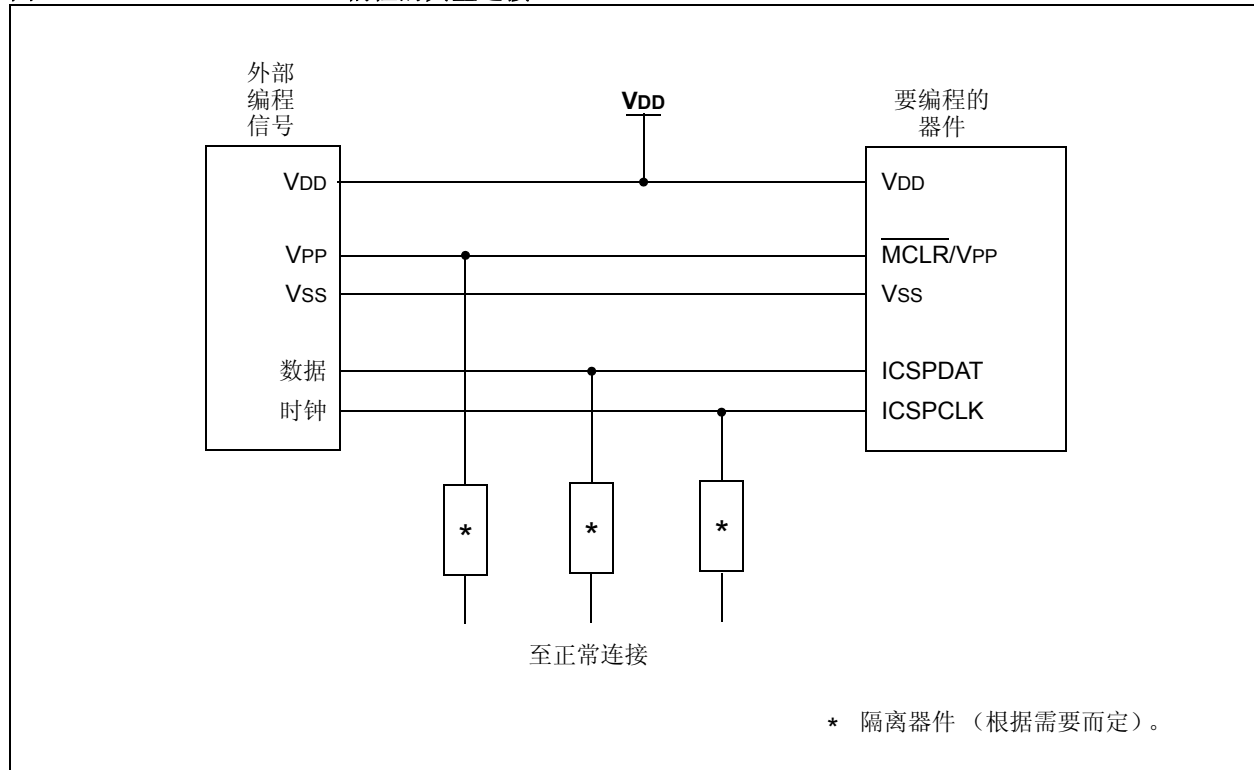 外部
编程
信号
VDD
要编程的
器件
VDD
VPP
VSS
数据
时钟
VDD
MCLR/VPP
VSS
ICSPDAT
ICSPCLK
*
*
*
至正常连接
* 隔离器件 （根据需要而定）。